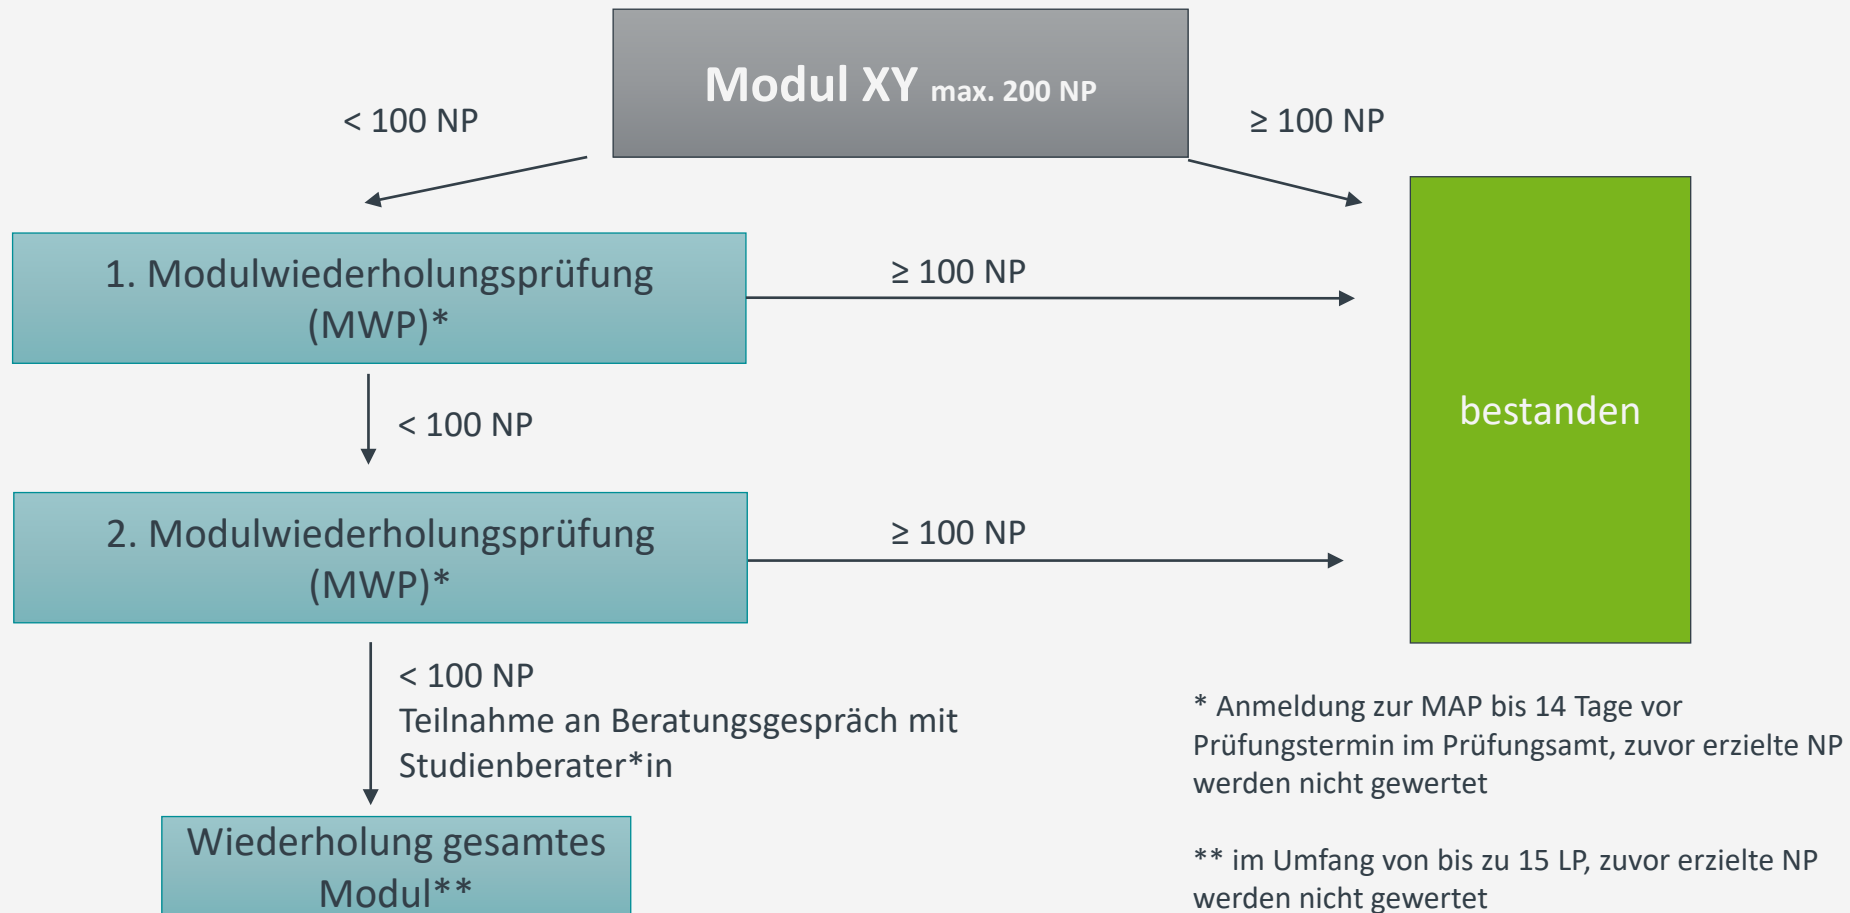 Modul XY max. 200 NP
< 100 NP
≥ 100 NP
1. Modulwiederholungsprüfung
(MWP)*
≥ 100 NP
bestanden
< 100 NP
2. Modulwiederholungsprüfung
(MWP)*
≥ 100 NP
< 100 NP
Teilnahme an Beratungsgespräch mit
Studienberater*in
* Anmeldung zur MAP bis 14 Tage vor
Prüfungstermin im Prüfungsamt, zuvor erzielte NP
werden nicht gewertet
Wiederholung gesamtes
Modul**
** im Umfang von bis zu 15 LP, zuvor erzielte NP
werden nicht gewertet